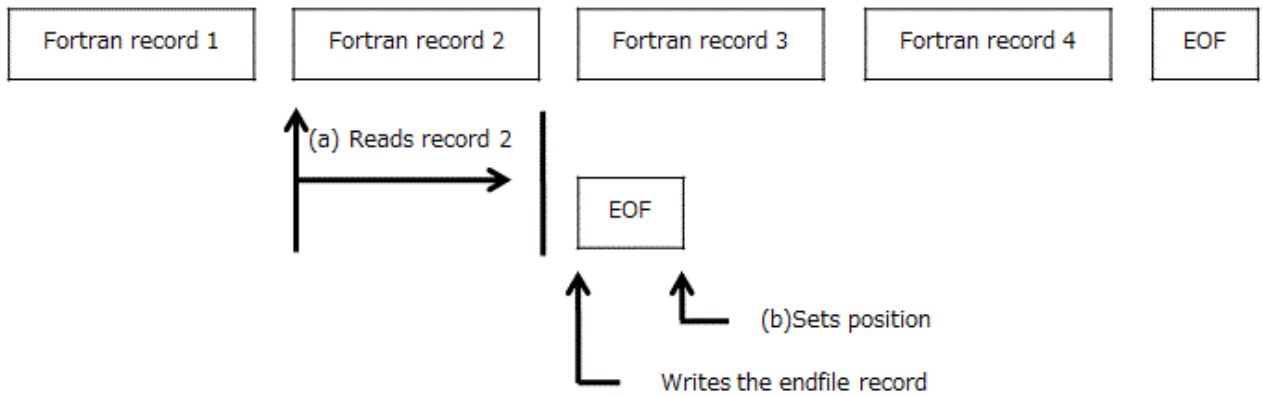 Fortran record 1 Fortran record 2 Fortran record 3 Fortran record 4 EOF
(a) Reads record 2
EOF
(b)Sets position
Writes the endfile record